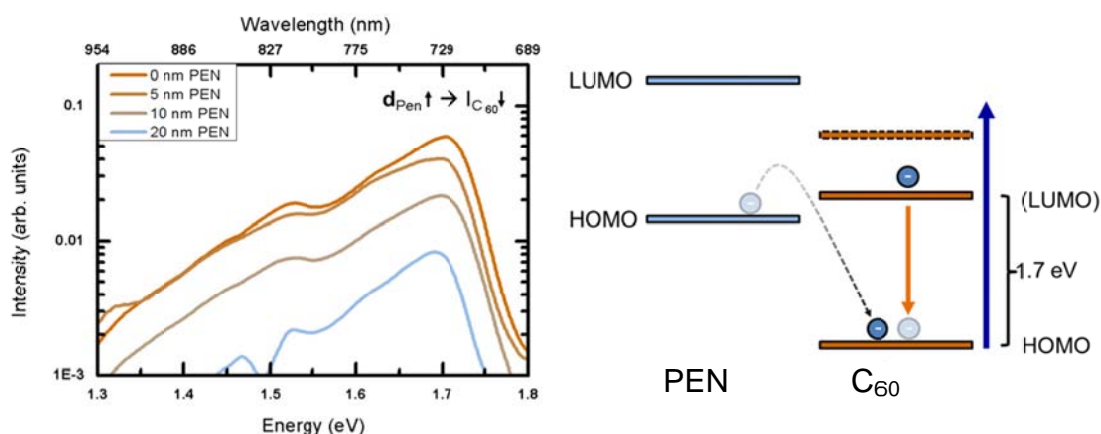 Wavelength (nm)
954 886 827 775 729 689
0 nm PEN
5 nm PEN
10 nm PEN
20 nm PEN
d_Pen ↑ → I_C60 ↓
0.1
0.01
1E-3
Intensity (arb. units)
1.3 1.4 1.5 1.6 1.7 1.8
Energy (eV)
LUMO
HOMO
(LUMO)
1.7 eV
HOMO
PEN C₆₀